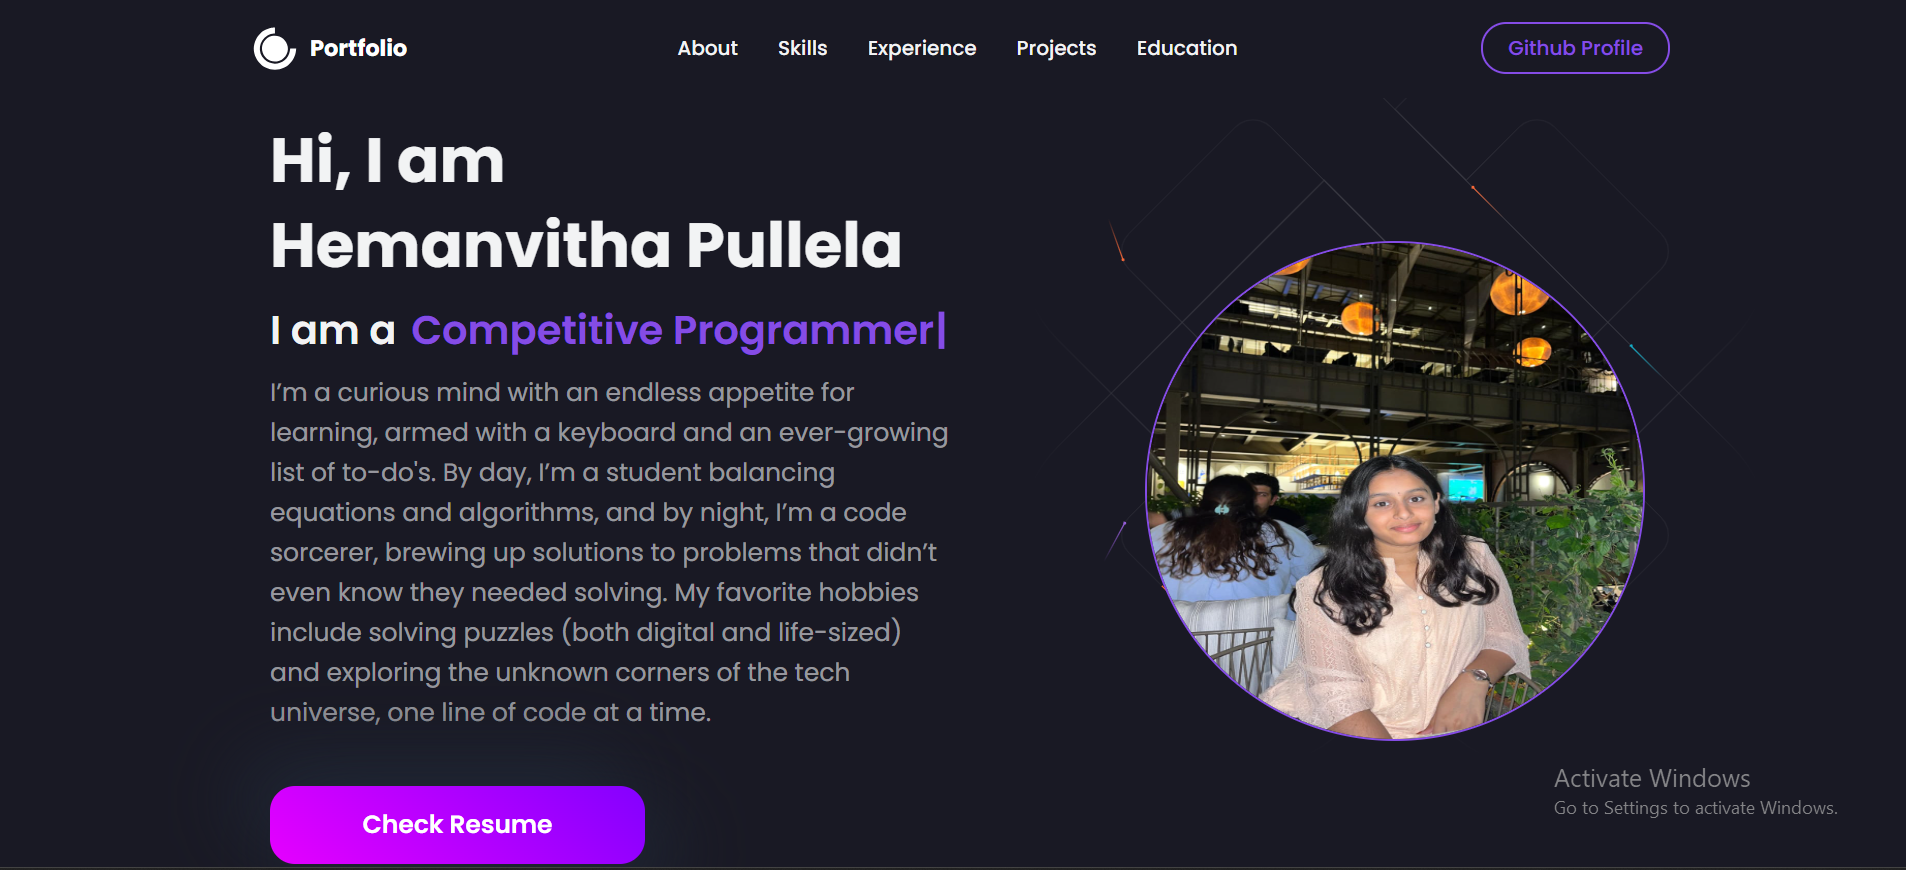 Portfolio
About Skills Experience Projects Education
Github Profile
Hi, I am
Hemanvitha Pullela
I am a Competitive Programmer|
I’m a curious mind with an endless appetite for
learning, armed with a keyboard and an ever-growing
list of to-do's. By day, I’m a student balancing
equations and algorithms, and by night, I’m a code
sorcerer, brewing up solutions to problems that didn’t
even know they needed solving. My favorite hobbies
include solving puzzles (both digital and life-sized)
and exploring the unknown corners of the tech
universe, one line of code at a time.
Check Resume
Activate Windows
Go to Settings to activate Windows.